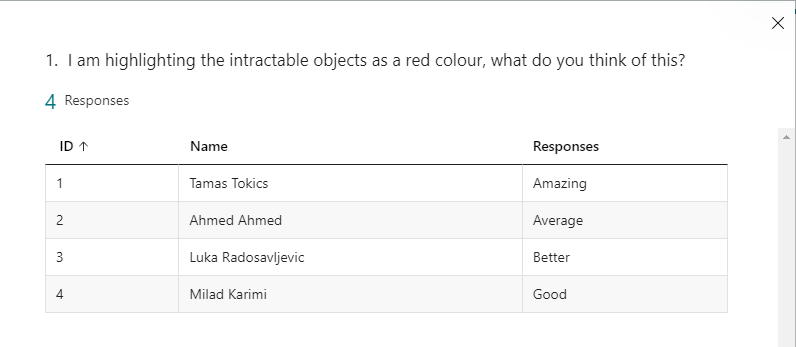 1. I am highlighting the intractable objects as a red colour, what do you think of this?
4 Responses
ID ↑ Name Responses
1 Tamas Tokics Amazing
2 Ahmed Ahmed Average
3 Luka Radosavljevic Better
4 Milad Karimi Good